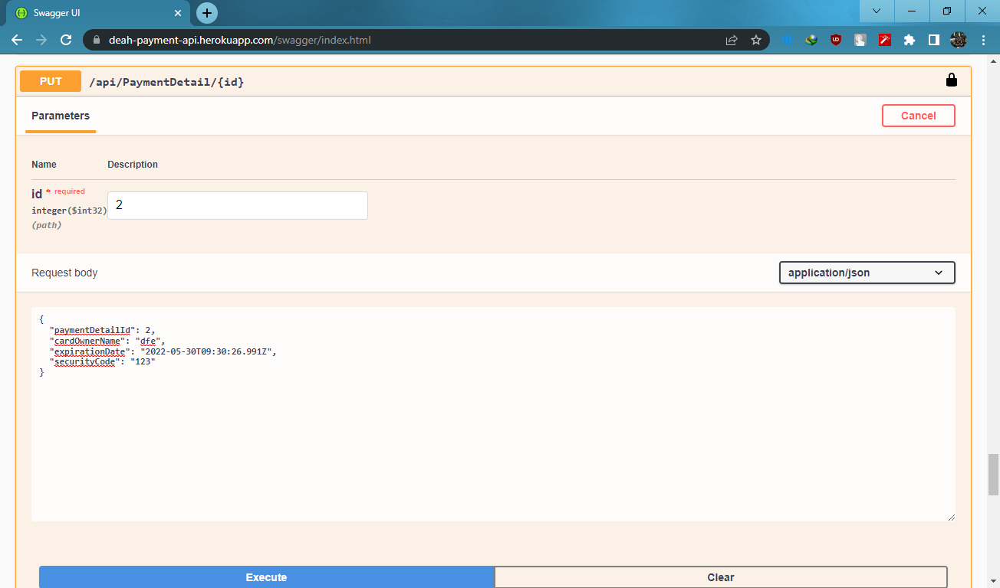 Swagger UI
deah-payment-api.herokuapp.com/swagger/index.html
PUT /api/PaymentDetail/{id}
Parameters
Cancel
Name Description
id * required
integer($int32)
(path)
2
Request body
application/json
{
"paymentDetailId": 2,
"cardOwnerName": "dfe",
"expirationDate": "2022-05-30T09:30:26.991Z",
"securityCode": "123"
}
Execute
Clear